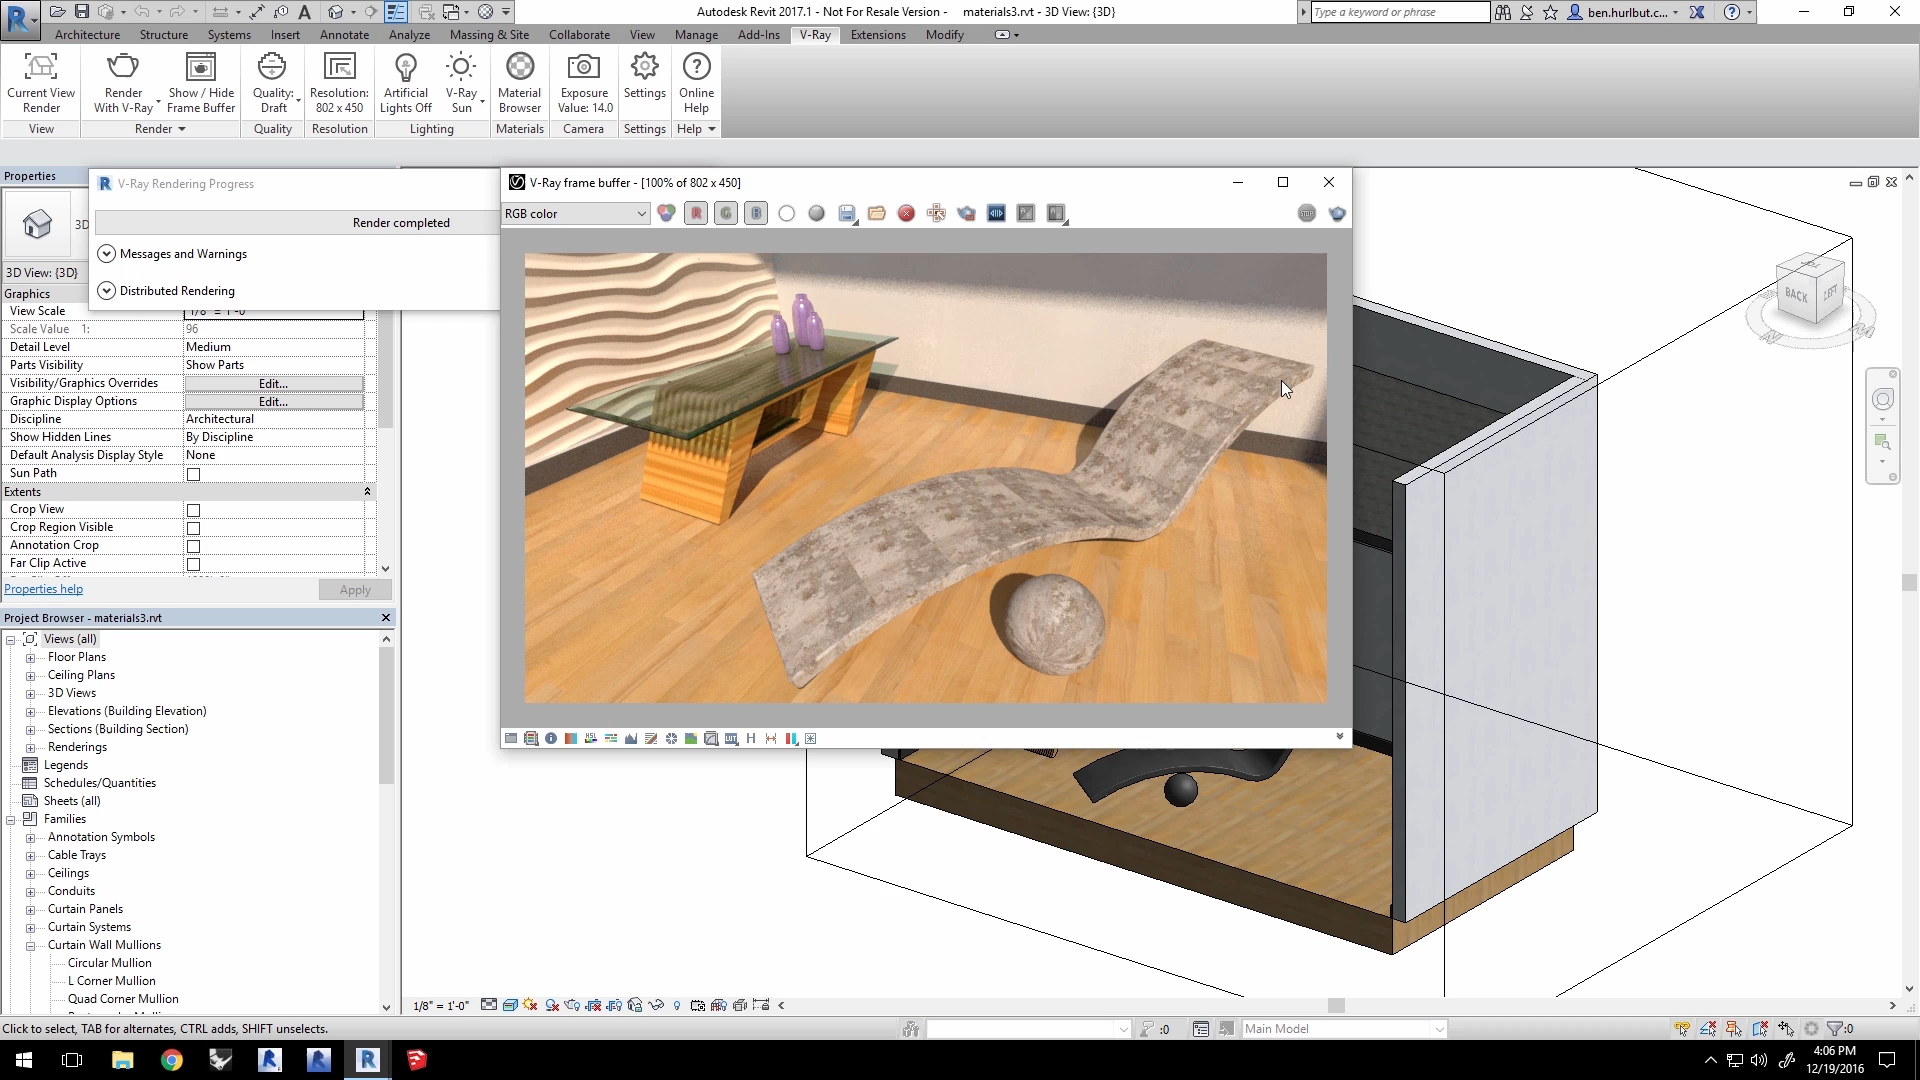 Autodesk Revit 2017.1 - Not For Resale Version - materials3.rvt - 3D View: {3D}
Type a keyword or phrase
ben.hurlbut.c...
Architecture Structure Systems Insert Annotate Analyze Massing & Site Collaborate View Manage Add-Ins V-Ray Extensions Modify
Current View Render
Render With V-Ray
Show / Hide Frame Buffer
Quality: Draft
Resolution: 802 x 450
Artificial Lights Off
V-Ray Sun
Material Browser
Exposure Value: 14.0
Settings
Online Help
View Render Quality Resolution Lighting Materials Camera Settings Help
Properties
V-Ray Rendering Progress
Render completed
Messages and Warnings
Distributed Rendering
3D
3D View: {3D}
Graphics
View Scale 1/8" = 1'-0"
Scale Value 1: 96
Detail Level Medium
Parts Visibility Show Parts
Visibility/Graphics Overrides Edit...
Graphic Display Options Edit...
Discipline Architectural
Show Hidden Lines By Discipline
Default Analysis Display Style None
Sun Path
Extents
Crop View
Crop Region Visible
Annotation Crop
Far Clip Active
Properties help Apply
V-Ray frame buffer - [100% of 802 x 450]
RGB color
R G B
STOP
HSL
LUT
H
BACK LEFT
Project Browser - materials3.rvt
Views (all)
Floor Plans
Ceiling Plans
3D Views
Elevations (Building Elevation)
Sections (Building Section)
Renderings
Legends
Schedules/Quantities
Sheets (all)
Families
Annotation Symbols
Cable Trays
Ceilings
Conduits
Curtain Panels
Curtain Systems
Curtain Wall Mullions
Circular Mullion
L Corner Mullion
Quad Corner Mullion
1/8" = 1'-0"
Click to select, TAB for alternates, CTRL adds, SHIFT unselects.
:0
Main Model
:0
4:06 PM
12/19/2016